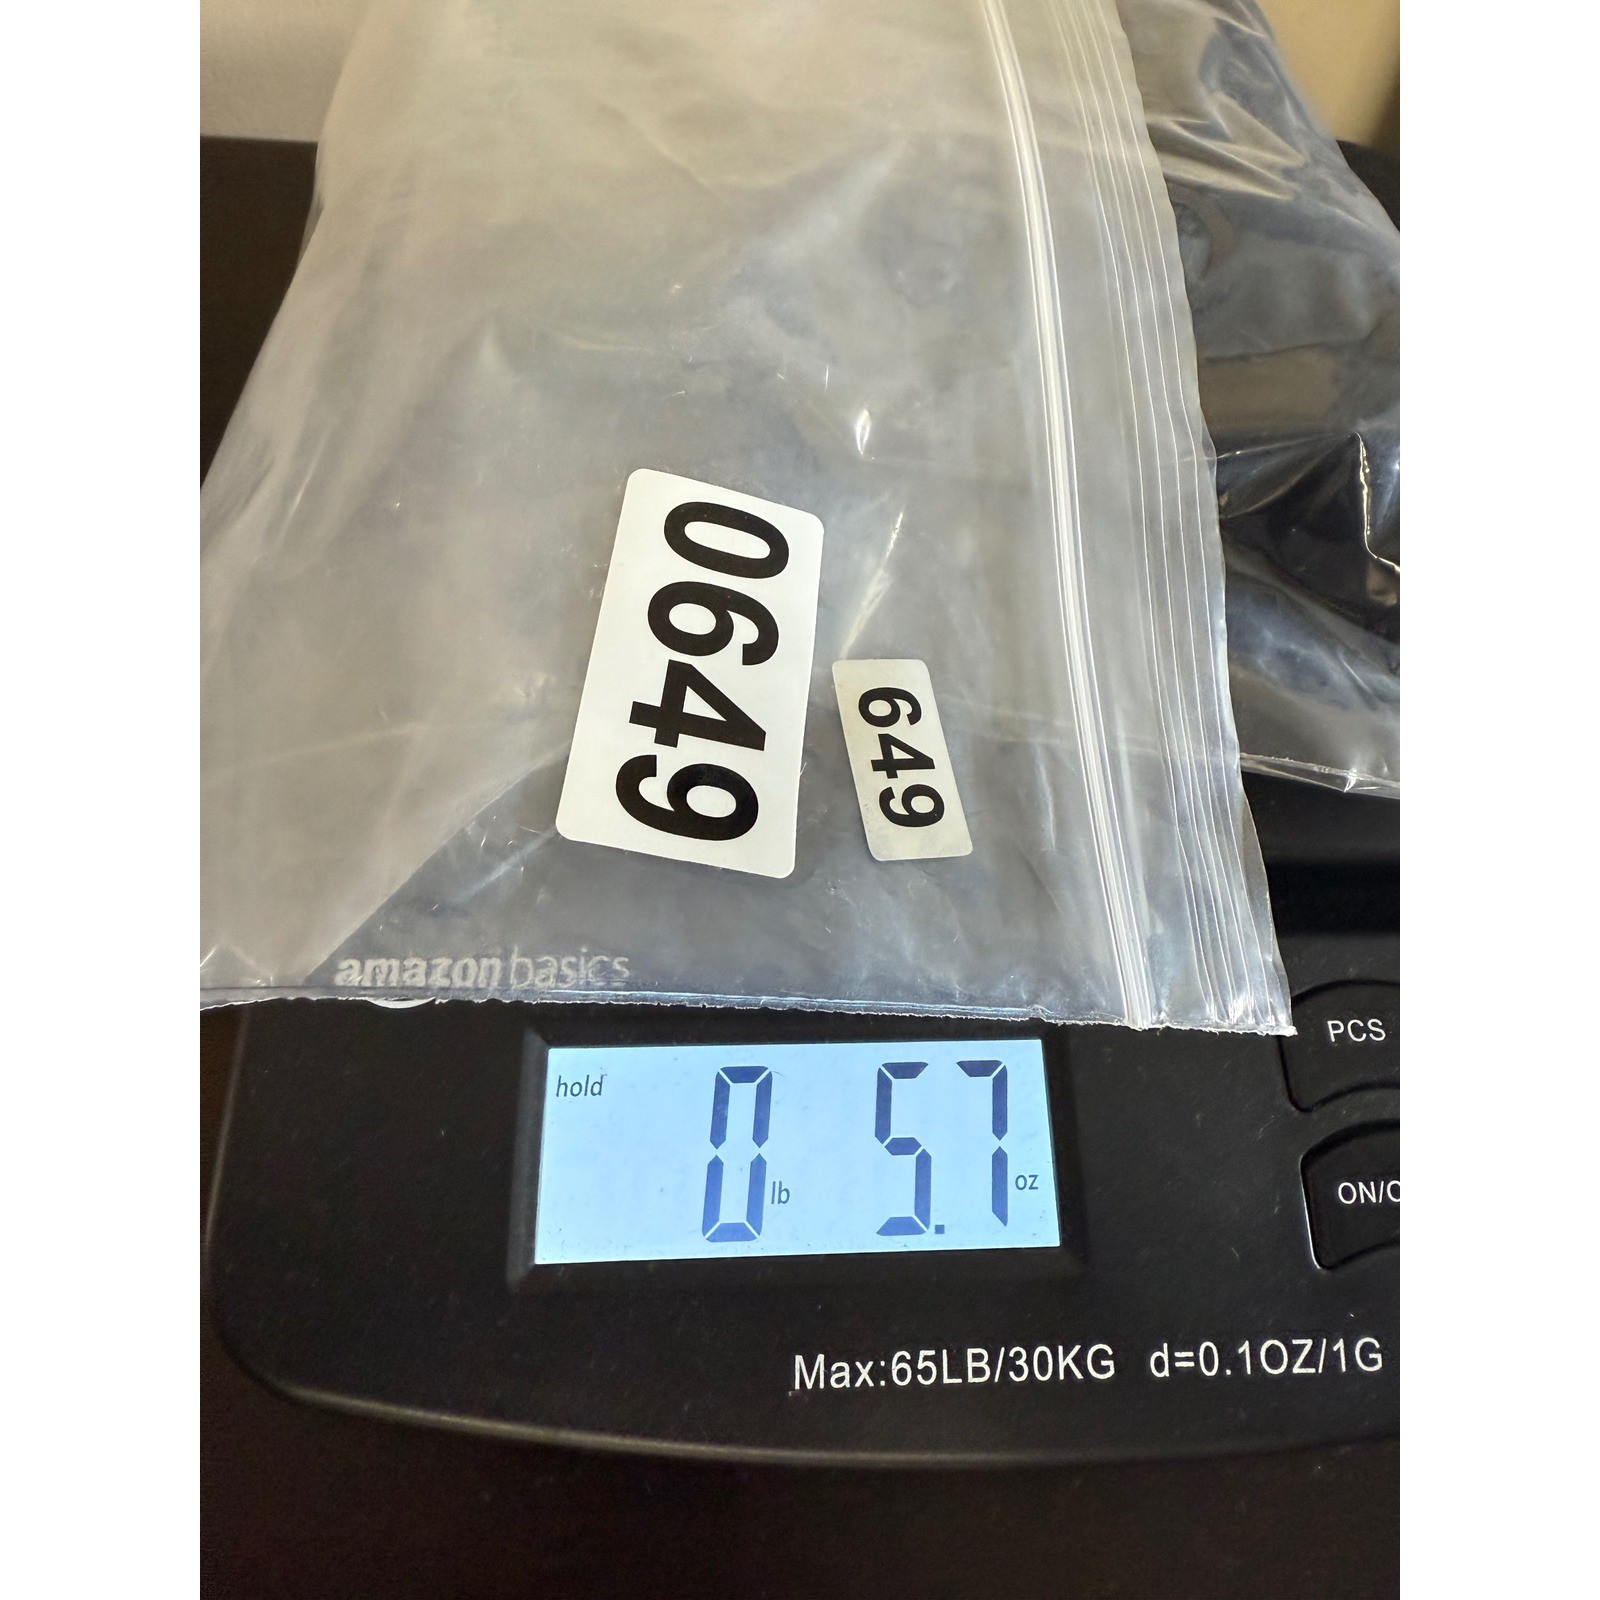 0649
649
amazon basics
hold 0 lb 5.7 oz
PCS
ON/O
Max:65LB/30KG d=0.1OZ/1G